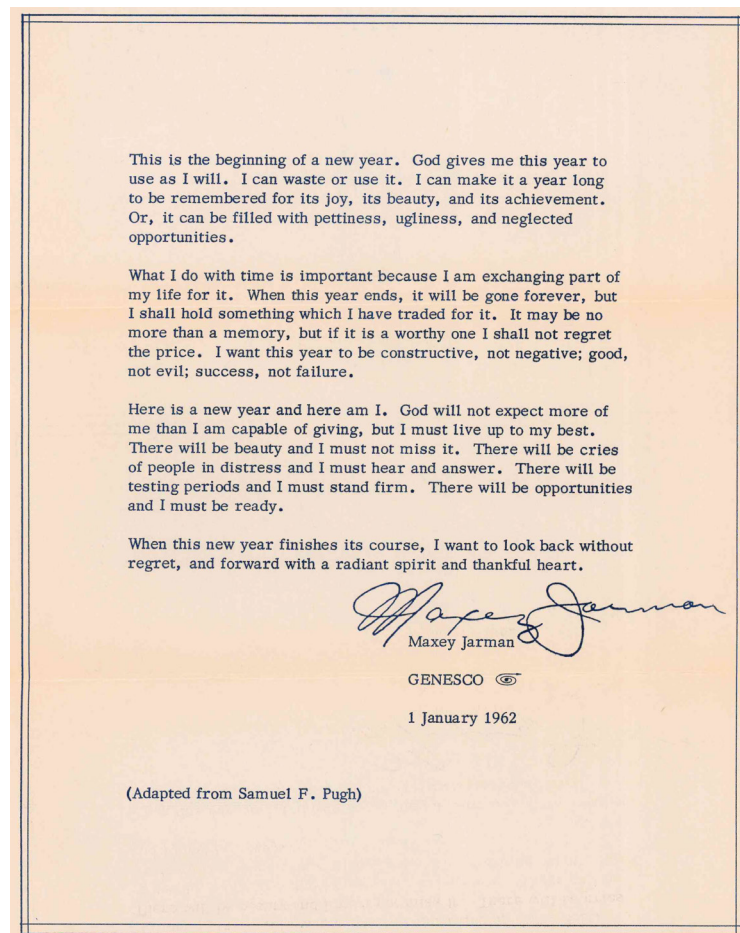 This is the beginning of a new year. God gives me this year to
use as I will. I can waste or use it. I can make it a year long
to be remembered for its joy, its beauty, and its achievement.
Or, it can be filled with pettiness, ugliness, and neglected
opportunities.
What I do with time is important because I am exchanging part of
my life for it. When this year ends, it will be gone forever, but
I shall hold something which I have traded for it. It may be no
more than a memory, but if it is a worthy one I shall not regret
the price. I want this year to be constructive, not negative; good,
not evil; success, not failure.
Here is a new year and here am I. God will not expect more of
me than I am capable of giving, but I must live up to my best.
There will be beauty and I must not miss it. There will be cries
of people in distress and I must hear and answer. There will be
testing periods and I must stand firm. There will be opportunities
and I must be ready.
When this new year finishes its course, I want to look back without
regret, and forward with a radiant spirit and thankful heart.
Maxey Jarman
Maxey Jarman
GENESCO
1 January 1962
(Adapted from Samuel F. Pugh)